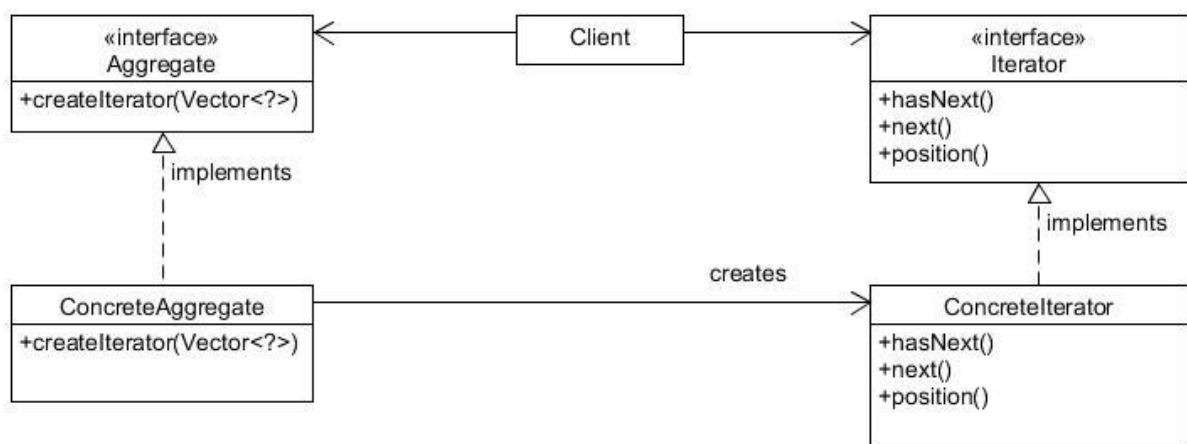 «interface»
Aggregate
+createIterator(Vector<?>)
Client
«interface»
Iterator
+hasNext()
+next()
+position()
implements
implements
creates
ConcreteAggregate
+createIterator(Vector<?>)
ConcreteIterator
+hasNext()
+next()
+position()